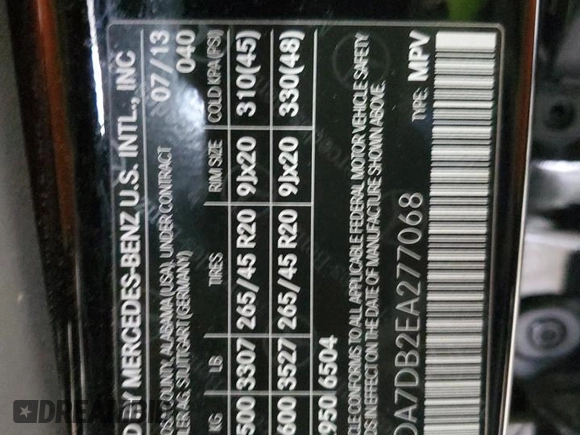 D BY MERCEDES-BENZ U.S. INTL., INC
COUNTY, ALABAMA (USA), UNDER CONTRACT 07/13
AG STUTTGART (GERMANY) 040
KG LB TIRES RIM SIZE COLD KPA(PSI)
500 3307 265/45 R20 9Jx20 310(45)
600 3527 265/45 R20 9Jx20 330(48)
950 6504
CONFORMS TO ALL APPLICABLE FEDERAL MOTOR VEHICLE SAFETY
IN EFFECT ON THE DATE OF MANUFACTURE SHOWN ABOVE.
DA7DB2EA277068 TYPE: MPV
DREAMBID